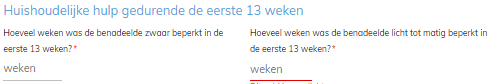 Huishoudelijke hulp gedurende de eerste 13 weken
Hoeveel weken was de benadeelde zwaar beperkt in de eerste 13 weken?*
weken
Hoeveel weken was de benadeelde licht tot matig beperkt in de eerste 13 weken?*
weken